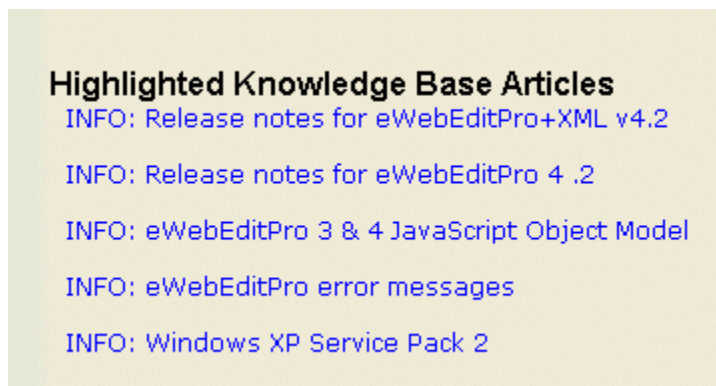 Highlighted Knowledge Base Articles
INFO: Release notes for eWebEditPro+XML v4.2
INFO: Release notes for eWebEditPro 4 .2
INFO: eWebEditPro 3 & 4 JavaScript Object Model
INFO: eWebEditPro error messages
INFO: Windows XP Service Pack 2